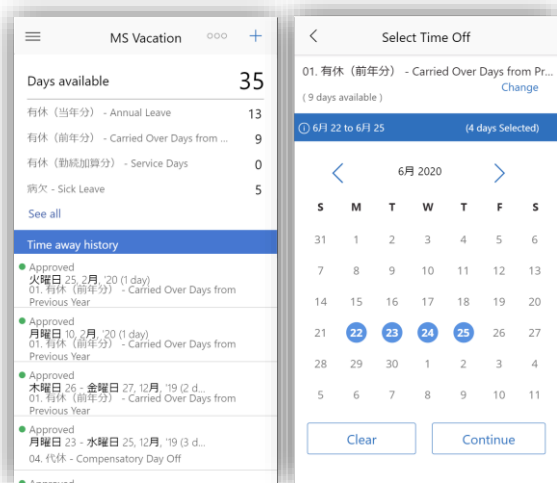 MS Vacation
Days available 35
有休（当年分） - Annual Leave 13
有休（前年分） - Carried Over Days from ... 9
有休（勤続加算分） - Service Days 0
病欠 - Sick Leave 5
See all
Time away history
Approved
火曜日 25, 2月, '20 (1 day)
01. 有休（前年分） - Carried Over Days from
Previous Year
Approved
月曜日 10, 2月, '20 (1 day)
01. 有休（前年分） - Carried Over Days from
Previous Year
Approved
木曜日 26 - 金曜日 27, 12月, '19 (2 d...
01. 有休（前年分） - Carried Over Days from
Previous Year
Approved
月曜日 23 - 水曜日 25, 12月, '19 (3 d...
04. 代休 - Compensatory Day Off
Approved
Select Time Off
01. 有休（前年分） - Carried Over Days from Pr...
Change
( 9 days available )
6月 22 to 6月 25 (4 days Selected)
6月 2020
S M T W T F S
31 1 2 3 4 5 6
7 8 9 10 11 12 13
14 15 16 17 18 19 20
21 22 23 24 25 26 27
28 29 30 1 2 3 4
5 6 7 8 9 10 11
Clear Continue